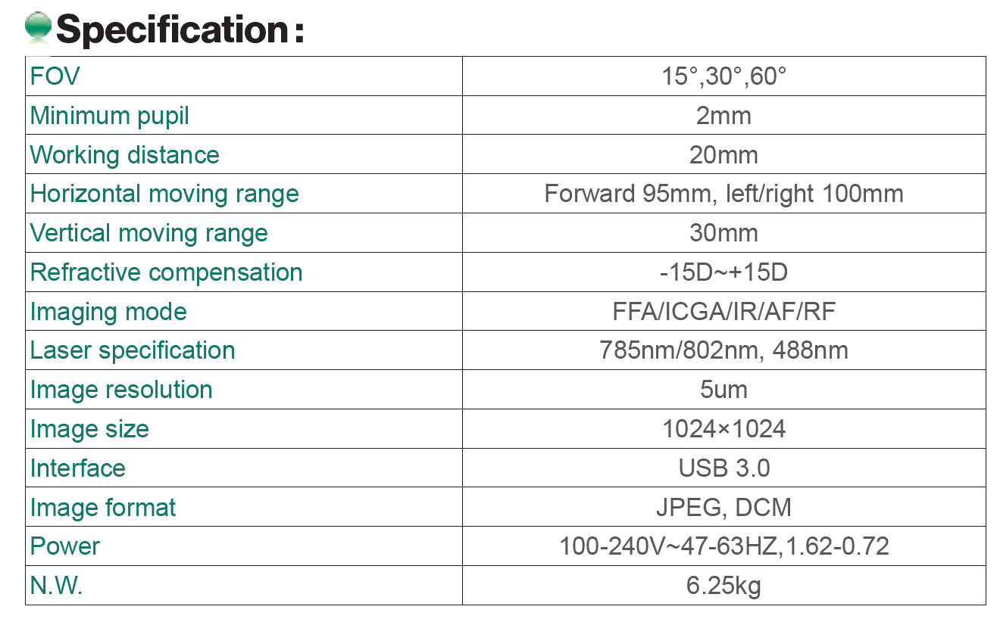 Specification:
FOV 15°,30°,60°
Minimum pupil 2mm
Working distance 20mm
Horizontal moving range Forward 95mm, left/right 100mm
Vertical moving range 30mm
Refractive compensation -15D~+15D
Imaging mode FFA/ICGA/IR/AF/RF
Laser specification 785nm/802nm, 488nm
Image resolution 5um
Image size 1024×1024
Interface USB 3.0
Image format JPEG, DCM
Power 100-240V~47-63HZ,1.62-0.72
N.W. 6.25kg